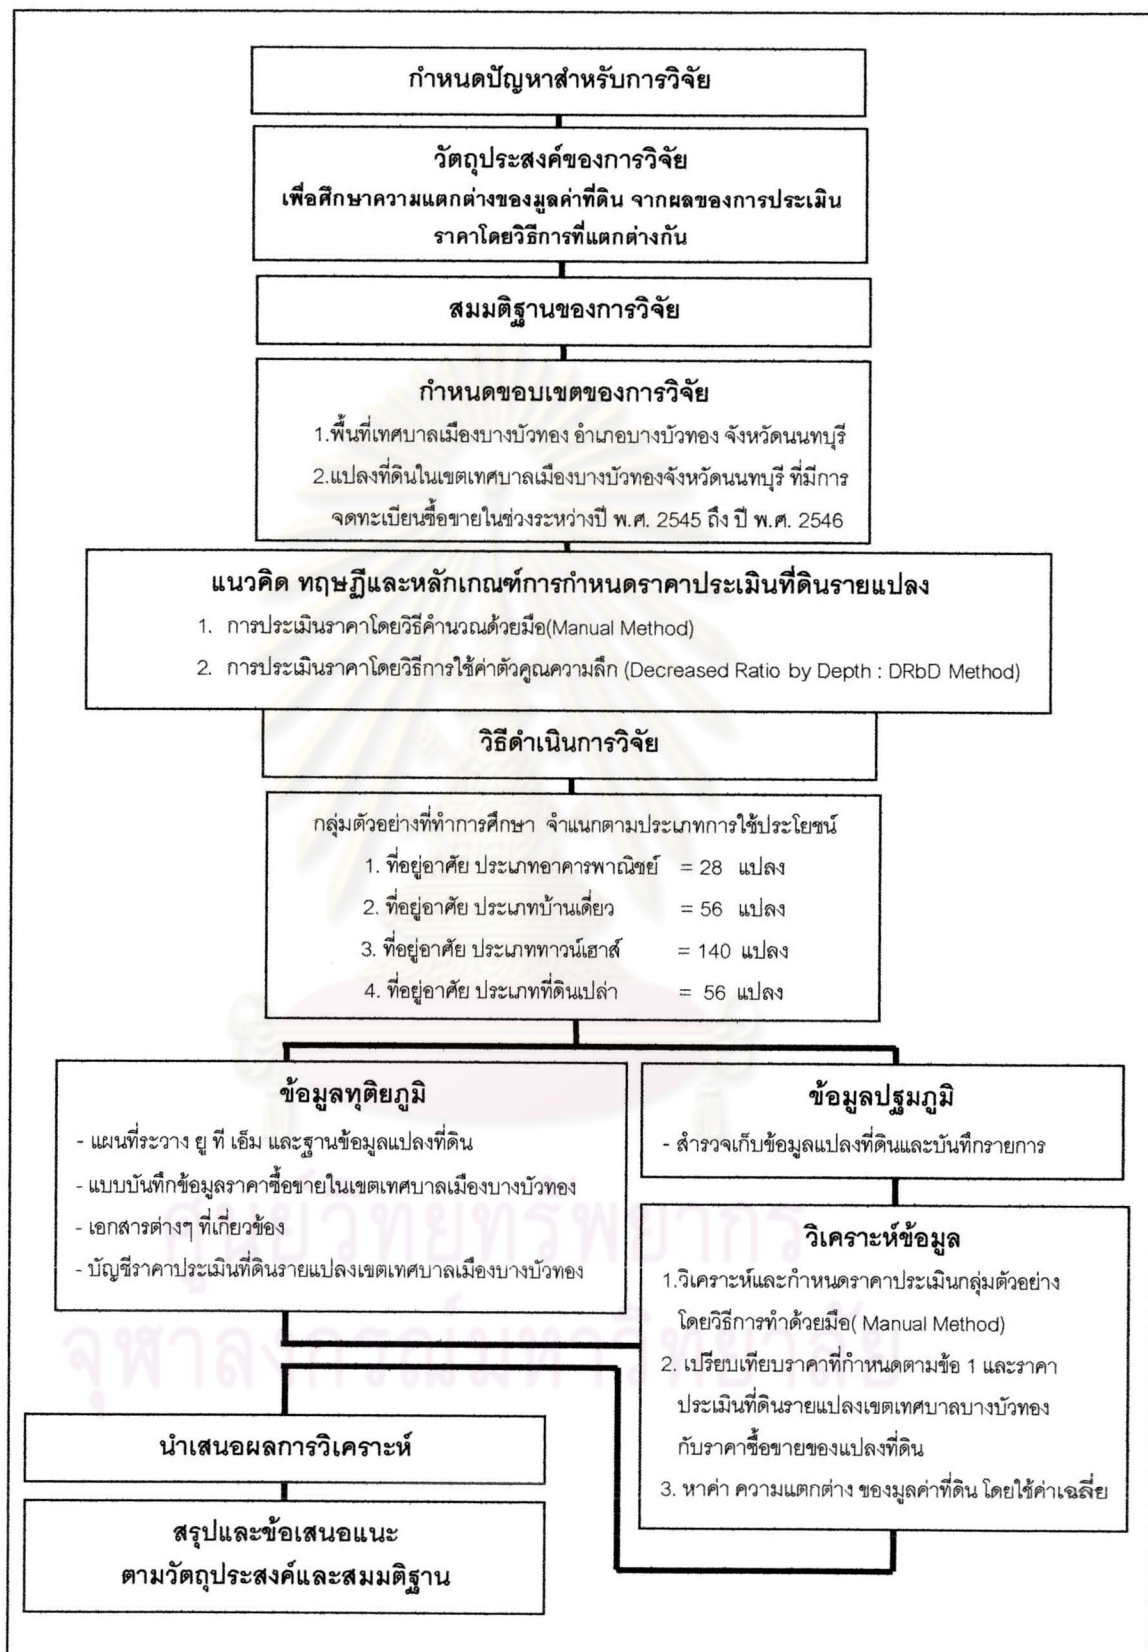 กำหนดปัญหาสำหรับการวิจัย
วัตถุประสงค์ของการวิจัย
เพื่อศึกษาความแตกต่างของมูลค่าที่ดิน จากผลของการประเมิน
ราคาโดยวิธีการที่แตกต่างกัน
สมมติฐานของการวิจัย
กำหนดขอบเขตของการวิจัย
1.พื้นที่เทศบาลเมืองบางบัวทอง อำเภอบางบัวทอง จังหวัดนนทบุรี
2.แปลงที่ดินในเขตเทศบาลเมืองบางบัวทองจังหวัดนนทบุรี ที่มีการ
จดทะเบียนซื้อขายในช่วงระหว่างปี พ.ศ. 2545 ถึง ปี พ.ศ. 2546
แนวคิด ทฤษฎีและหลักเกณฑ์การกำหนดราคาประเมินที่ดินรายแปลง
1. การประเมินราคาโดยวิธีคำนวณด้วยมือ(Manual Method)
2. การประเมินราคาโดยวิธีการใช้ค่าตัวคูณความลึก (Decreased Ratio by Depth : DRbD Method)
วิธีดำเนินการวิจัย
กลุ่มตัวอย่างที่ทำการศึกษา จำแนกตามประเภทการใช้ประโยชน์
1. ที่อยู่อาศัย ประเภทอาคารพาณิชย์ = 28 แปลง
2. ที่อยู่อาศัย ประเภทบ้านเดี่ยว = 56 แปลง
3. ที่อยู่อาศัย ประเภททาวน์เฮาส์ = 140 แปลง
4. ที่อยู่อาศัย ประเภทที่ดินเปล่า = 56 แปลง
ข้อมูลทุติยภูมิ
- แผนที่ระวาง ยู ที เอ็ม และฐานข้อมูลแปลงที่ดิน
- แบบบันทึกข้อมูลราคาซื้อขายในเขตเทศบาลเมืองบางบัวทอง
- เอกสารต่างๆ ที่เกี่ยวข้อง
- บัญชีราคาประเมินที่ดินรายแปลงเขตเทศบาลเมืองบางบัวทอง
ข้อมูลปฐมภูมิ
- สำรวจเก็บข้อมูลแปลงที่ดินและบันทึกรายการ
วิเคราะห์ข้อมูล
1.วิเคราะห์และกำหนดราคาประเมินกลุ่มตัวอย่าง
โดยวิธีการทำด้วยมือ( Manual Method)
2. เปรียบเทียบราคาที่กำหนดตามข้อ 1 และราคา
ประเมินที่ดินรายแปลงเขตเทศบาลบางบัวทอง
กับราคาซื้อขายของแปลงที่ดิน
3. หาค่า ความแตกต่าง ของมูลค่าที่ดิน โดยใช้ค่าเฉลี่ย
ศูนย์วิทยทรัพยากร
จุฬาลงกรณ์มหาวิทยาลัย
นำเสนอผลการวิเคราะห์
สรุปและข้อเสนอแนะ
ตามวัตถุประสงค์และสมมติฐาน